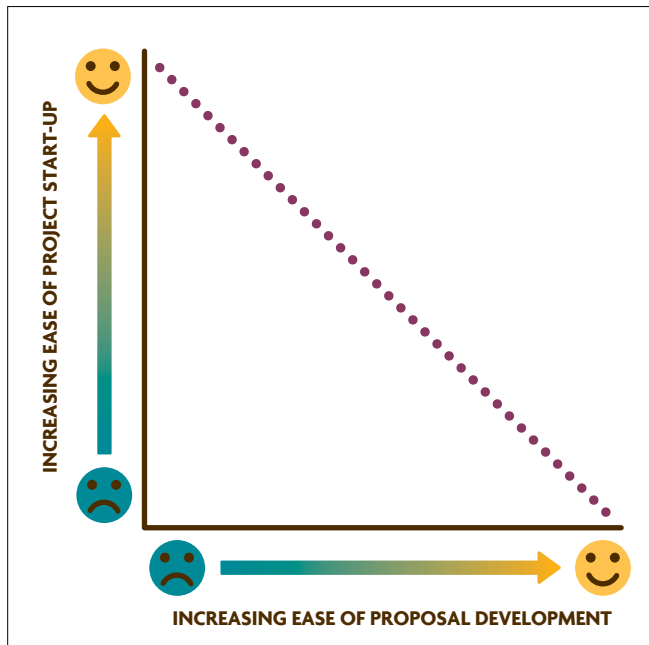 INCREASING EASE OF PROJECT START-UP
INCREASING EASE OF PROPOSAL DEVELOPMENT